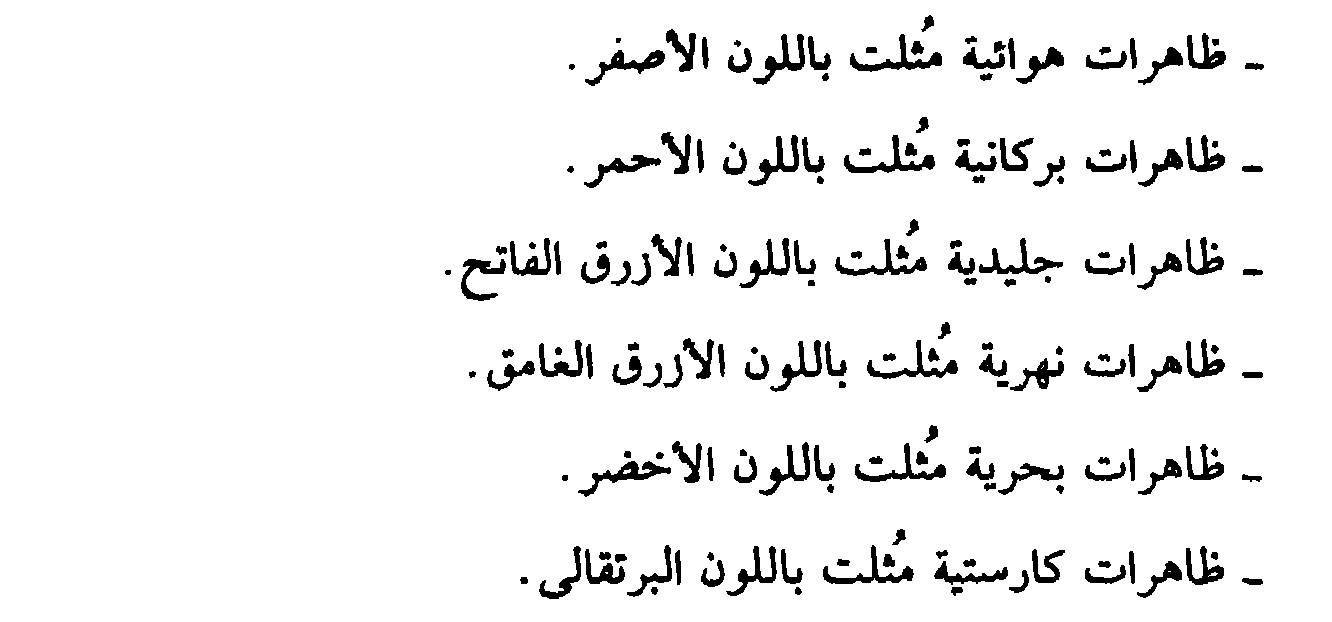 ـ ظاهرات هوائية مُثلت باللون الأصفر.
ـ ظاهرات بركانية مُثلت باللون الأحمر.
ـ ظاهرات جليدية مُثلت باللون الأزرق الفاتح.
ـ ظاهرات نهرية مُثلت باللون الأزرق الغامق.
ـ ظاهرات بحرية مُثلت باللون الأخضر.
ـ ظاهرات كارستية مُثلت باللون البرتقالى.